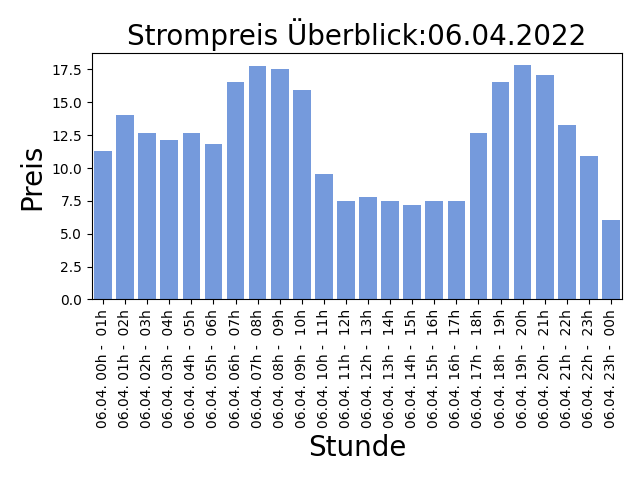 Strompreis Überblick:06.04.2022
Preis
17.5
15.0
12.5
10.0
7.5
5.0
2.5
0.0
06.04. 00h - 01h
06.04. 01h - 02h
06.04. 02h - 03h
06.04. 03h - 04h
06.04. 04h - 05h
06.04. 05h - 06h
06.04. 06h - 07h
06.04. 07h - 08h
06.04. 08h - 09h
06.04. 09h - 10h
06.04. 10h - 11h
06.04. 11h - 12h
06.04. 12h - 13h
06.04. 13h - 14h
06.04. 14h - 15h
06.04. 15h - 16h
06.04. 16h - 17h
06.04. 17h - 18h
06.04. 18h - 19h
06.04. 19h - 20h
06.04. 20h - 21h
06.04. 21h - 22h
06.04. 22h - 23h
06.04. 23h - 00h
Stunde